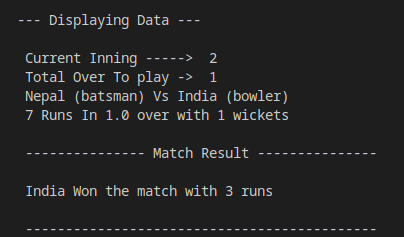 --- Displaying Data ---
Current Inning -----> 2
Total Over To play -> 1
Nepal (batsman) Vs India (bowler)
7 Runs In 1.0 over with 1 wickets
--------------- Match Result ---------------
India Won the match with 3 runs
--------------------------------------------